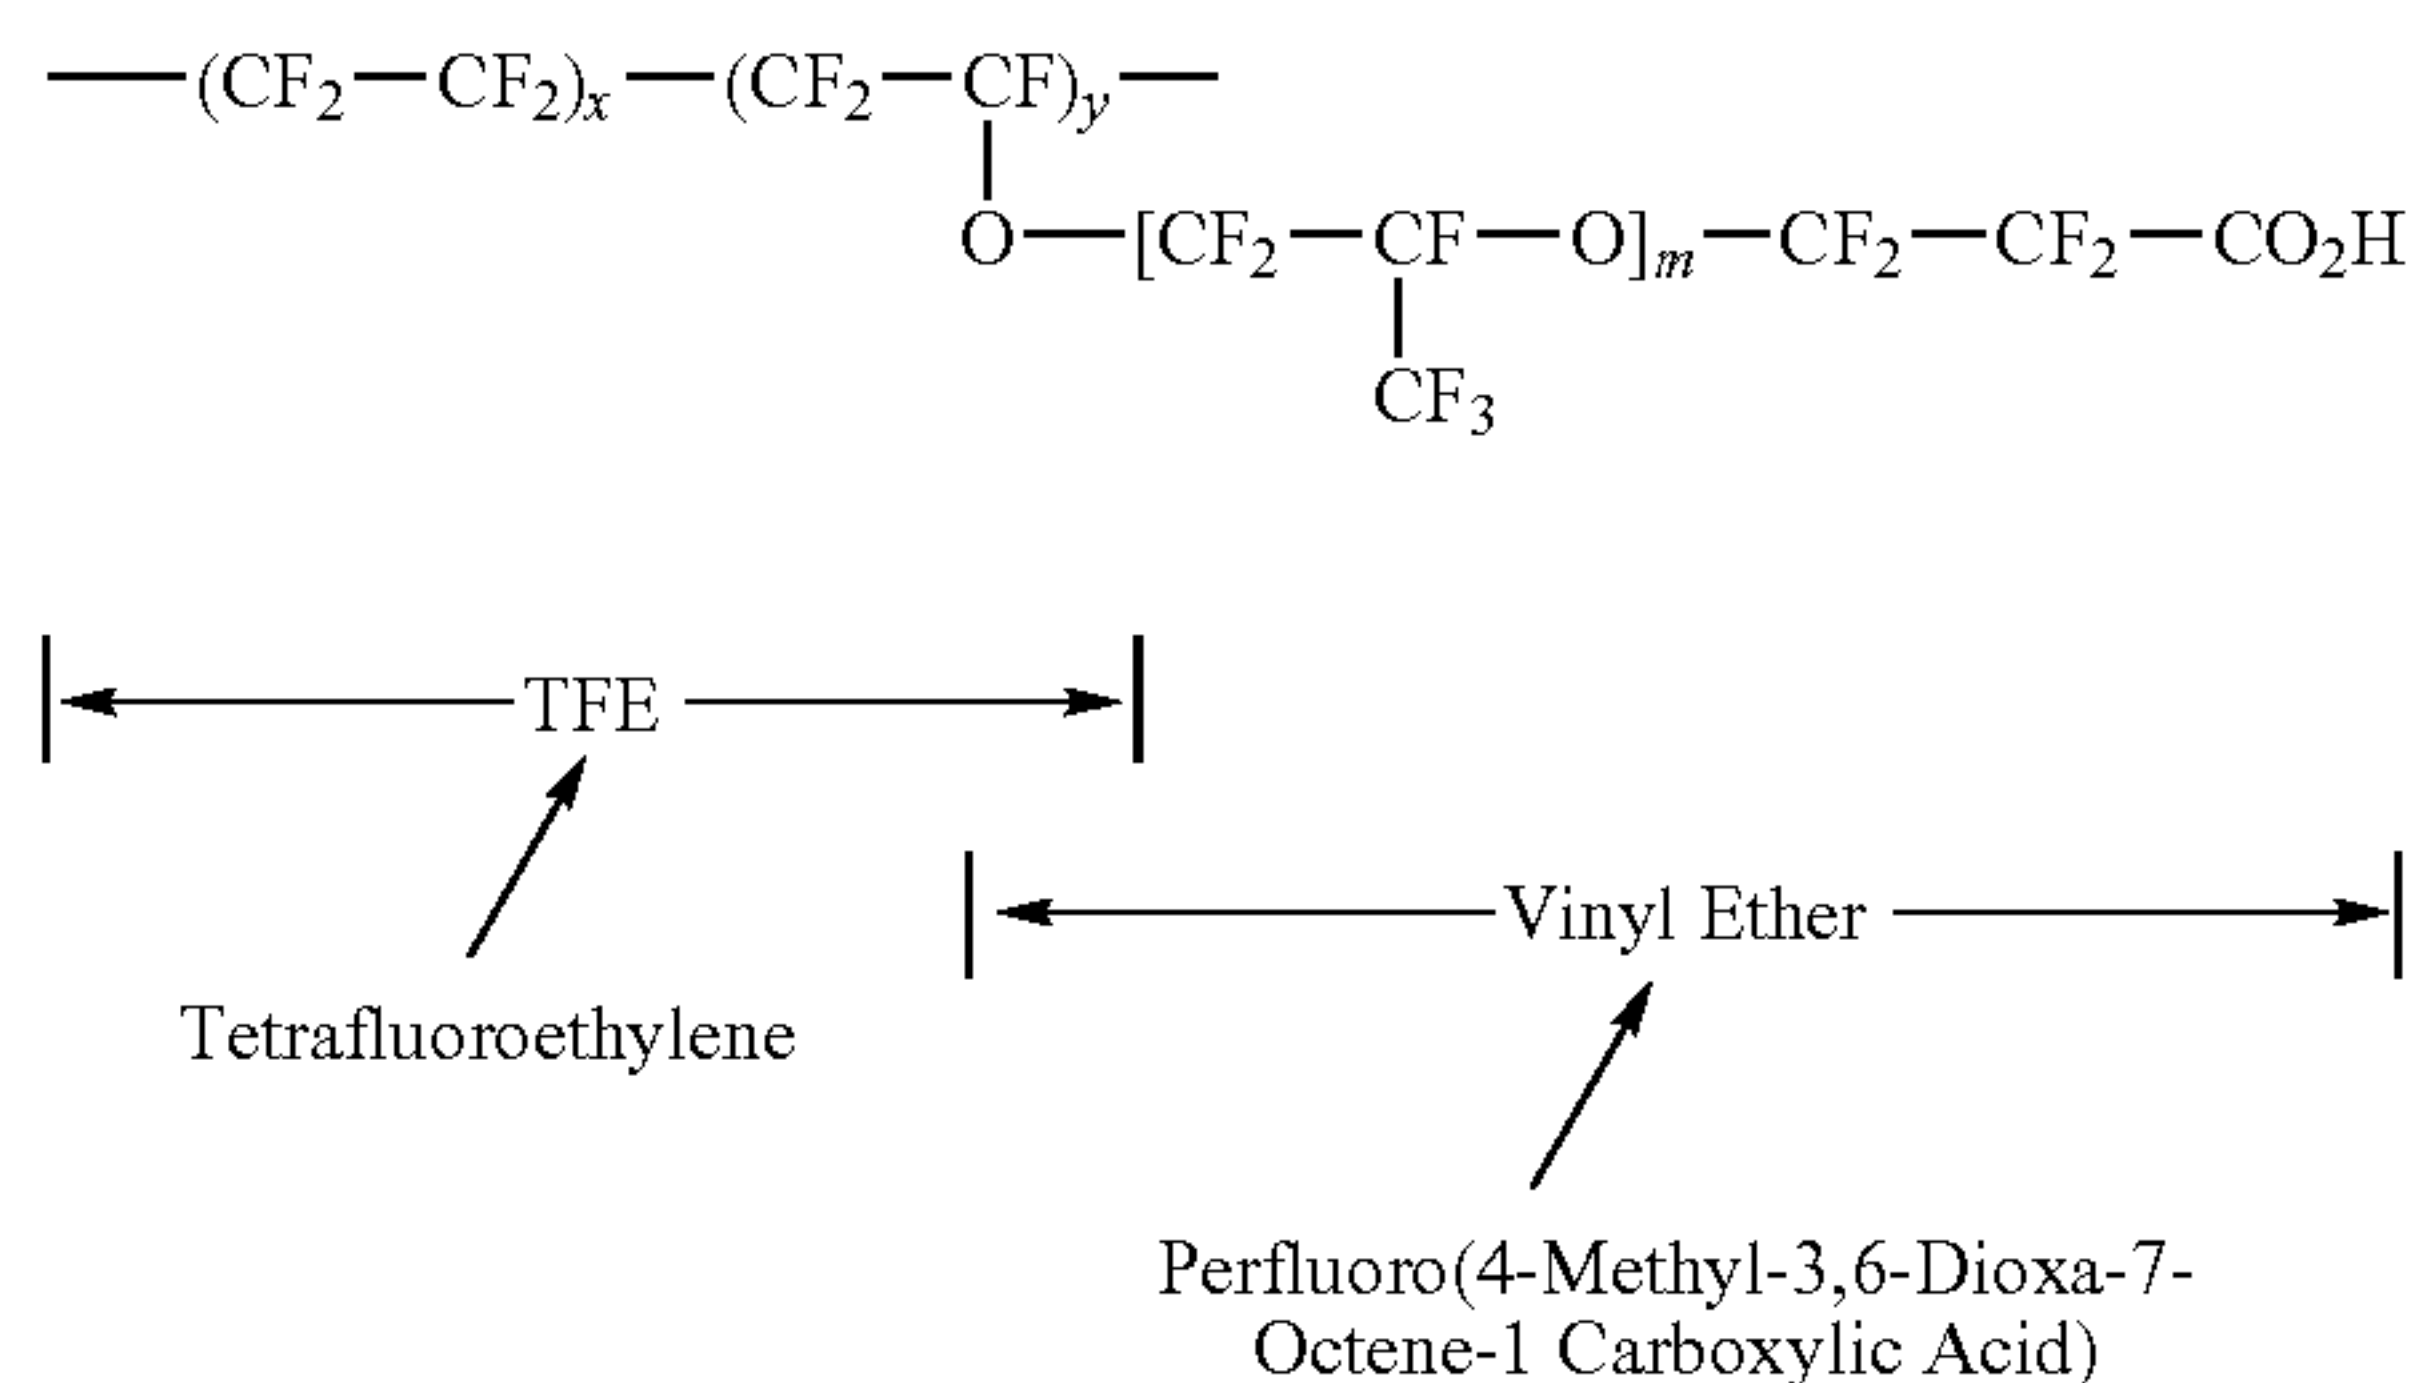 —(CF₂—CF₂)ₓ—(CF₂—CF)y—
O—[CF₂—CF—O]m—CF₂—CF₂—CO₂H
CF₃
TFE
Vinyl Ether
Tetrafluoroethylene
Perfluoro(4-Methyl-3,6-Dioxa-7-
Octene-1 Carboxylic Acid)